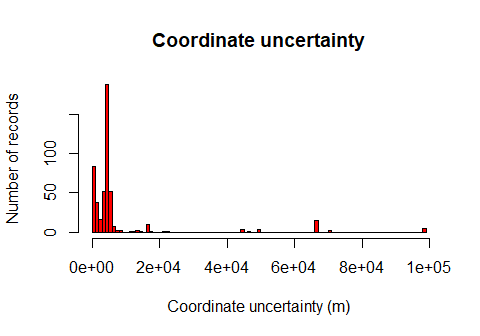 Coordinate uncertainty
Number of records
100
50
0
0e+00 2e+04 4e+04 6e+04 8e+04 1e+05
Coordinate uncertainty (m)